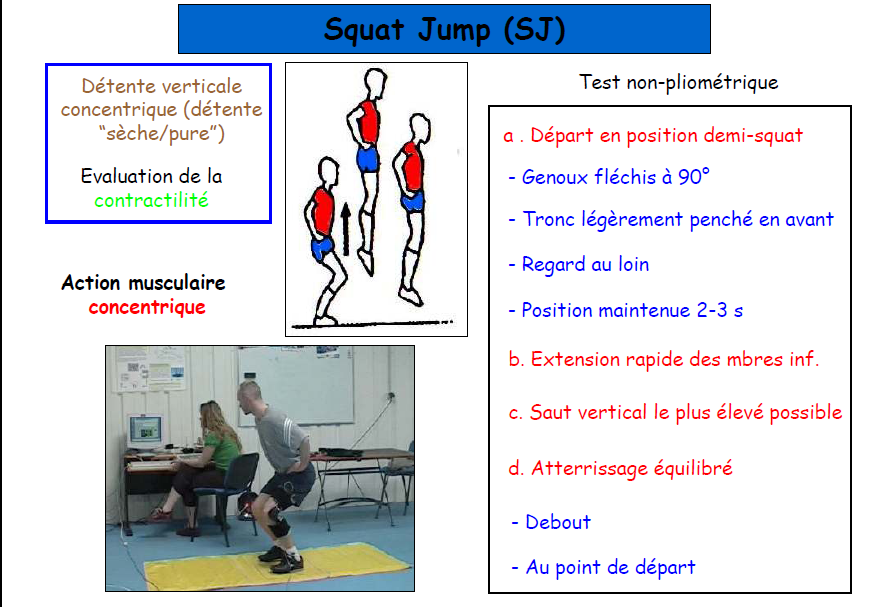 Squat Jump (SJ)
Détente verticale
concentrique (détente
“sèche/pure”)
Evaluation de la
contractilité
Action musculaire
concentrique
Test non-pliométrique
a . Départ en position demi-squat
- Genoux fléchis à 90°
- Tronc légèrement penché en avant
- Regard au loin
- Position maintenue 2-3 s
b. Extension rapide des mbres inf.
c. Saut vertical le plus élevé possible
d. Atterrissage équilibré
- Debout
- Au point de départ